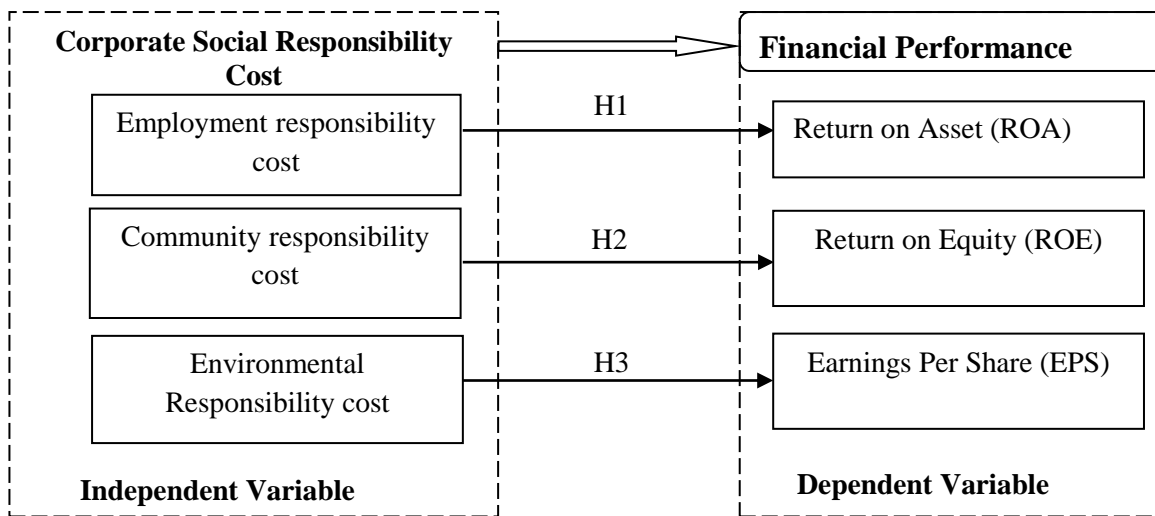 Corporate Social Responsibility
Cost
Financial Performance
Employment responsibility
cost
H1
Return on Asset (ROA)
Community responsibility
cost
H2
Return on Equity (ROE)
Environmental
Responsibility cost
H3
Earnings Per Share (EPS)
Independent Variable
Dependent Variable